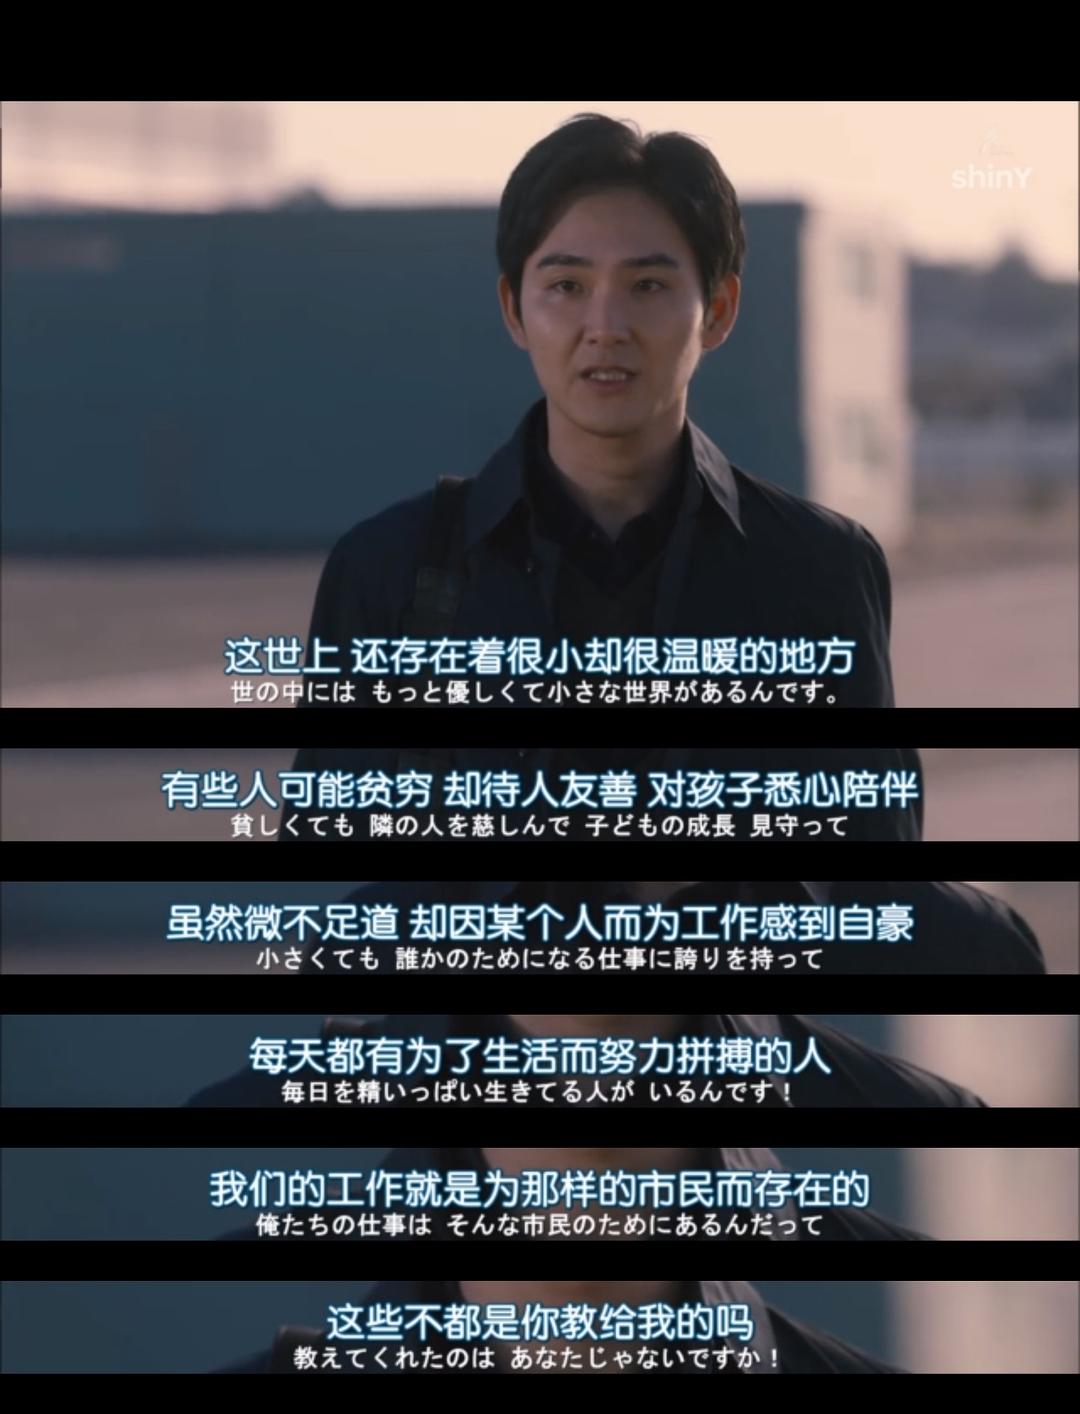 shinY
这世上 还存在着很小却很温暖的地方
世の中には もっと優しくて小さな世界があるんです。
有些人可能贫穷 却待人友善 对孩子悉心陪伴
貧しくても 隣の人を慈しんで 子どもの成長 見守って
虽然微不足道 却因某个人而为工作感到自豪
小さくても 誰かのためになる仕事に誇りを持って
每天都有为了生活而努力拼搏的人
毎日を精いっぱい生きてる人が いるんです！
我们的工作就是为那样的市民而存在的
俺たちの仕事は そんな市民のためにあるんだって
这些不都是你教给我的吗
教えてくれたのは あなたじゃないですか！